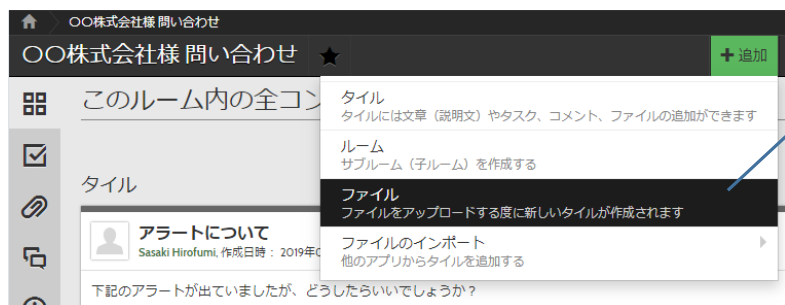 〇〇株式会社様 問い合わせ
〇〇株式会社様 問い合わせ
追加
このルーム内の全コン
タイル
タイルには文章（説明文）やタスク、コメント、ファイルの追加ができます
ルーム
サブルーム（子ルーム）を作成する
ファイル
ファイルをアップロードする度に新しいタイルが作成されます
ファイルのインポート
他のアプリからタイルを追加する
タイル
アラートについて
Sasaki Hirofumi, 作成日時： 2019年
下記のアラートが出ていましたが、どうしたらいいでしょうか？